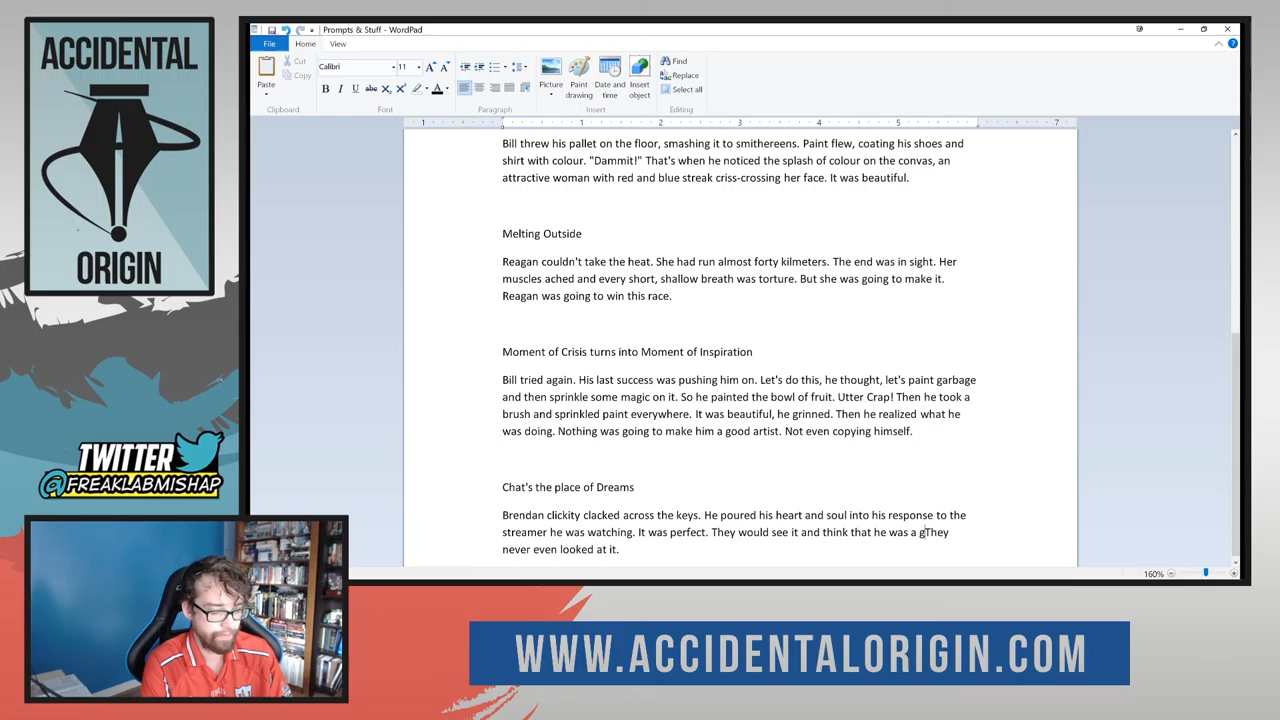 ACCIDENTAL
ORIGIN
Prompts & Stuff - WordPad
File
Home
View
Paste
Cut
Copy
Clipboard
Calibri
11
B I U abc X₂ X²
A
Font
Paragraph
Picture
Paint
drawing
Date and
time
Insert
object
Insert
Find
Replace
Select all
Editing
1 1 2 3 4 5 7
Bill threw his pallet on the floor, smashing it to smithereens. Paint flew, coating his shoes and
shirt with colour. "Dammit!" That's when he noticed the splash of colour on the convas, an
attractive woman with red and blue streak criss-crossing her face. It was beautiful.
Melting Outside
Reagan couldn't take the heat. She had run almost forty kilmeters. The end was in sight. Her
muscles ached and every short, shallow breath was torture. But she was going to make it.
Reagan was going to win this race.
Moment of Crisis turns into Moment of Inspiration
Bill tried again. His last success was pushing him on. Let's do this, he thought, let's paint garbage
and then sprinkle some magic on it. So he painted the bowl of fruit. Utter Crap! Then he took a
brush and sprinkled paint everywhere. It was beautiful, he grinned. Then he realized what he
was doing. Nothing was going to make him a good artist. Not even copying himself.
Chat's the place of Dreams
Brendan clickity clacked across the keys. He poured his heart and soul into his response to the
streamer he was watching. It was perfect. They would see it and think that he was a gThey
never even looked at it.
160%
TWITTER
@FREAKLABMISHAP
WWW.ACCIDENTALORIGIN.COM